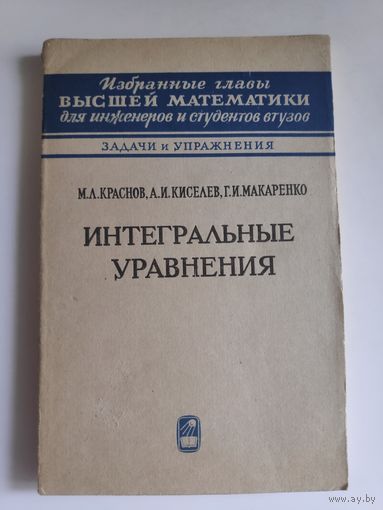 Избранные главы
ВЫСШЕЙ МАТЕМАТИКИ
для инженеров и студентов втузов
ЗАДАЧИ и УПРАЖНЕНИЯ
М.Л.КРАСНОВ, А.И.КИСЕЛЕВ, Г.И.МАКАРЕНКО
ИНТЕГРАЛЬНЫЕ
УРАВНЕНИЯ
www.ay.by